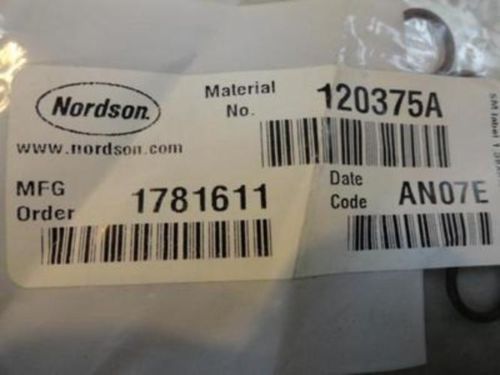 Nordson
www.nordson.com
Material No. 120375A
MFG Order 1781611
Date Code AN07E